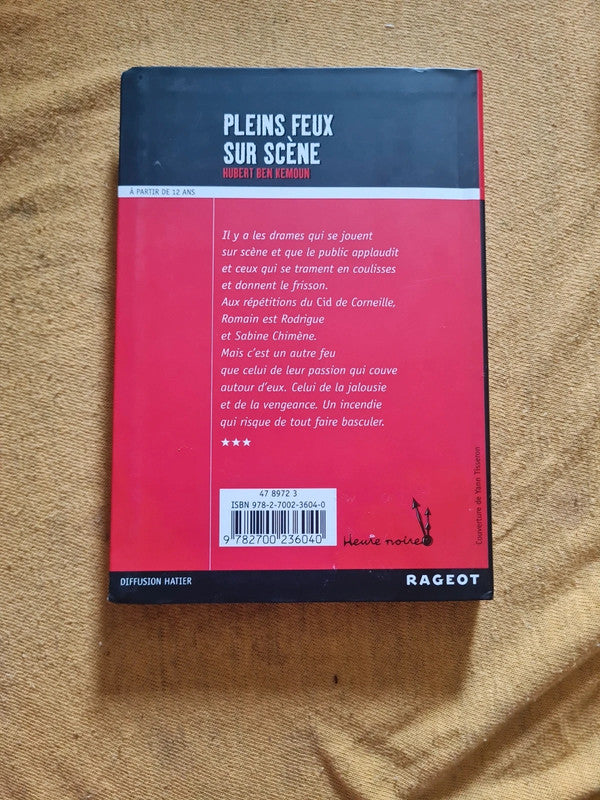 PLEINS FEUX
SUR SCÈNE
HUBERT BEN KEMOUN
À PARTIR DE 12 ANS
Il y a les drames qui se jouent
sur scène et que le public applaudit
et ceux qui se trament en coulisses
et donnent le frisson.
Aux répétitions du Cid de Corneille,
Romain est Rodrigue
et Sabine Chimène.
Mais c'est un autre feu
que celui de leur passion qui couve
autour d'eux. Celui de la jalousie
et de la vengeance. Un incendie
qui risque de tout faire basculer.
★★★
47 8972 3
ISBN 978-2-7002-3604-0
9 782700 236040
Heure noire
Couverture de Yann Tisseron
DIFFUSION HATIER
RAGEOT